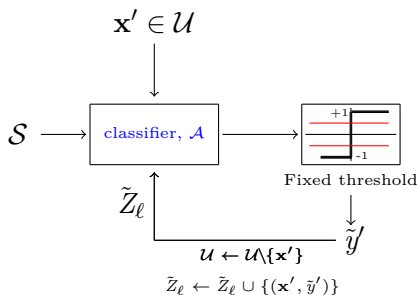 𝐱′ ∈ 𝒰
𝒮
classifier, 𝒜
+1
-1
Fixed threshold
Z̃ℓ
ỹ′
𝒰 ← 𝒰\{𝐱′}
Z̃ℓ ← Z̃ℓ ∪ {(𝐱′, ỹ′)}